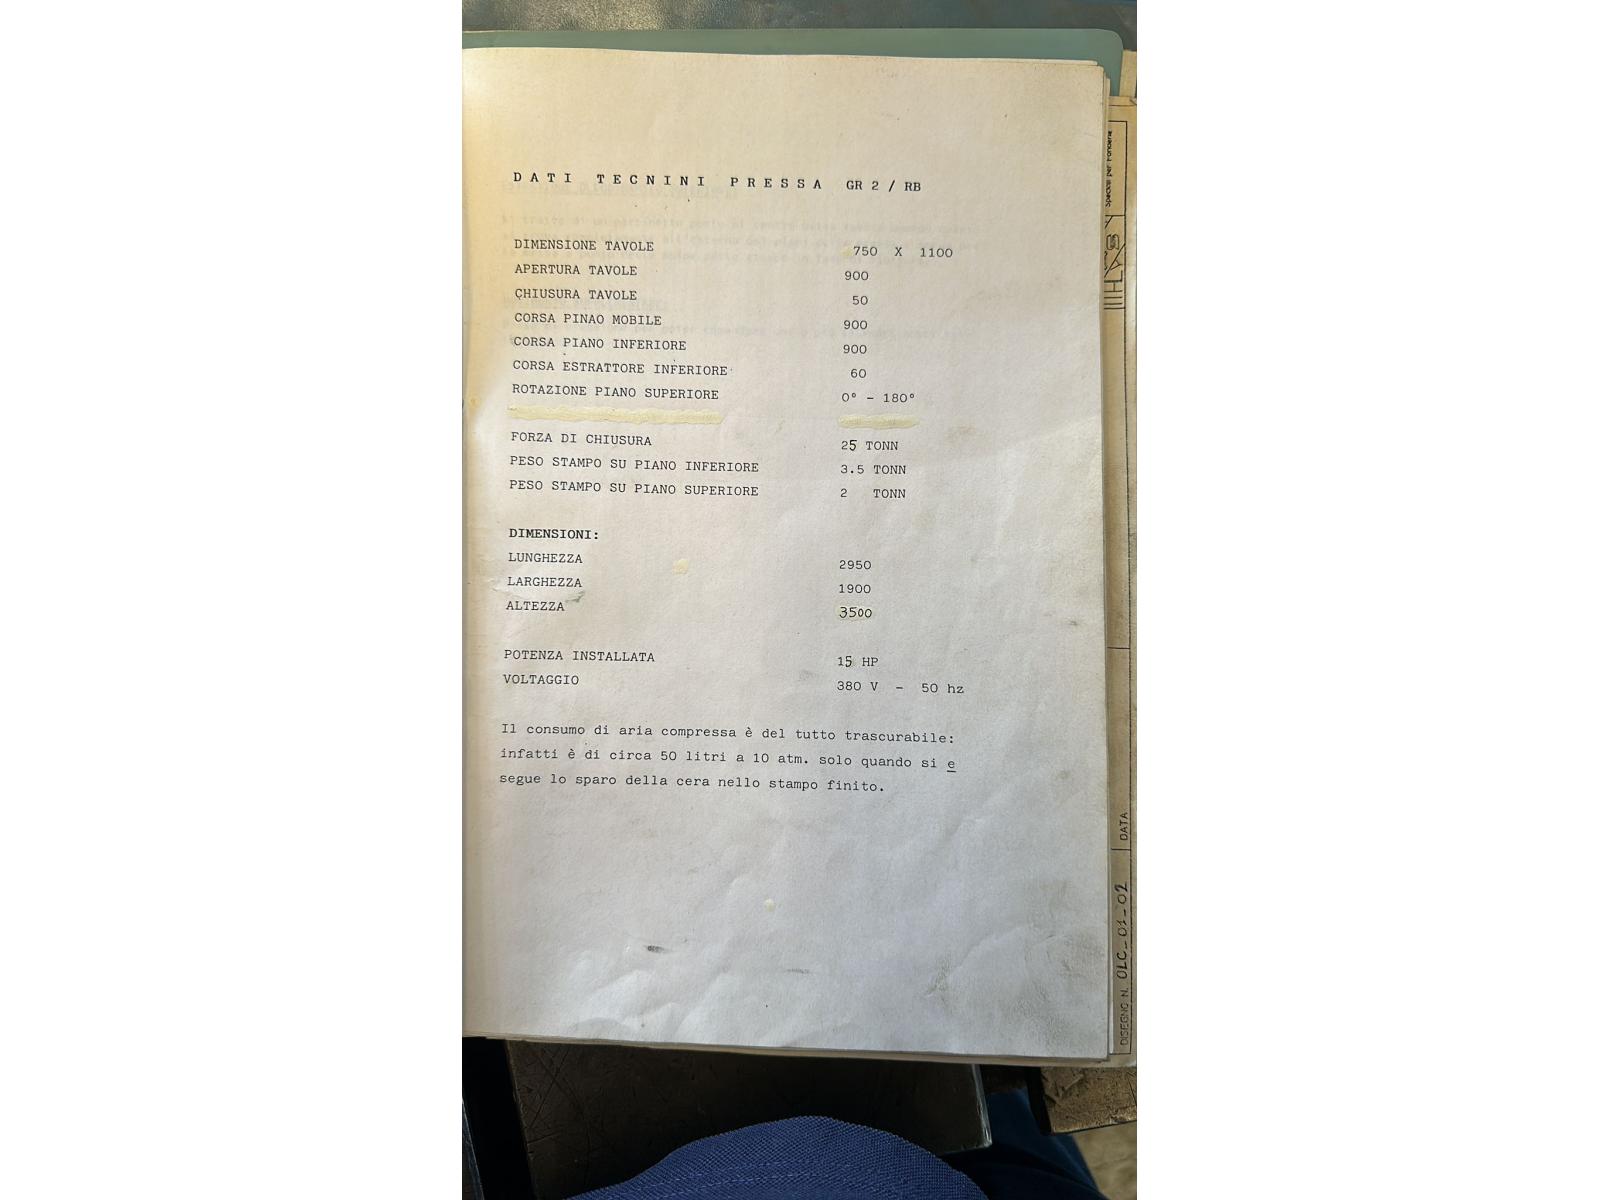 DATI TECNINI PRESSA GR 2 / RB
DIMENSIONE TAVOLE 750 X 1100
APERTURA TAVOLE 900
CHIUSURA TAVOLE 50
CORSA PINAO MOBILE 900
CORSA PIANO INFERIORE 900
CORSA ESTRATTORE INFERIORE 60
ROTAZIONE PIANO SUPERIORE 0° - 180°
FORZA DI CHIUSURA 25 TONN
PESO STAMPO SU PIANO INFERIORE 3.5 TONN
PESO STAMPO SU PIANO SUPERIORE 2 TONN
DIMENSIONI:
LUNGHEZZA 2950
LARGHEZZA 1900
ALTEZZA 3500
POTENZA INSTALLATA 15 HP
VOLTAGGIO 380 V - 50 hz
Il consumo di aria compressa è del tutto trascurabile:
infatti è di circa 50 litri a 10 atm. solo quando si e
segue lo sparo della cera nello stampo finito.
Speciali per Fonderie
DATA
DISEGNO N. OLC_01_02